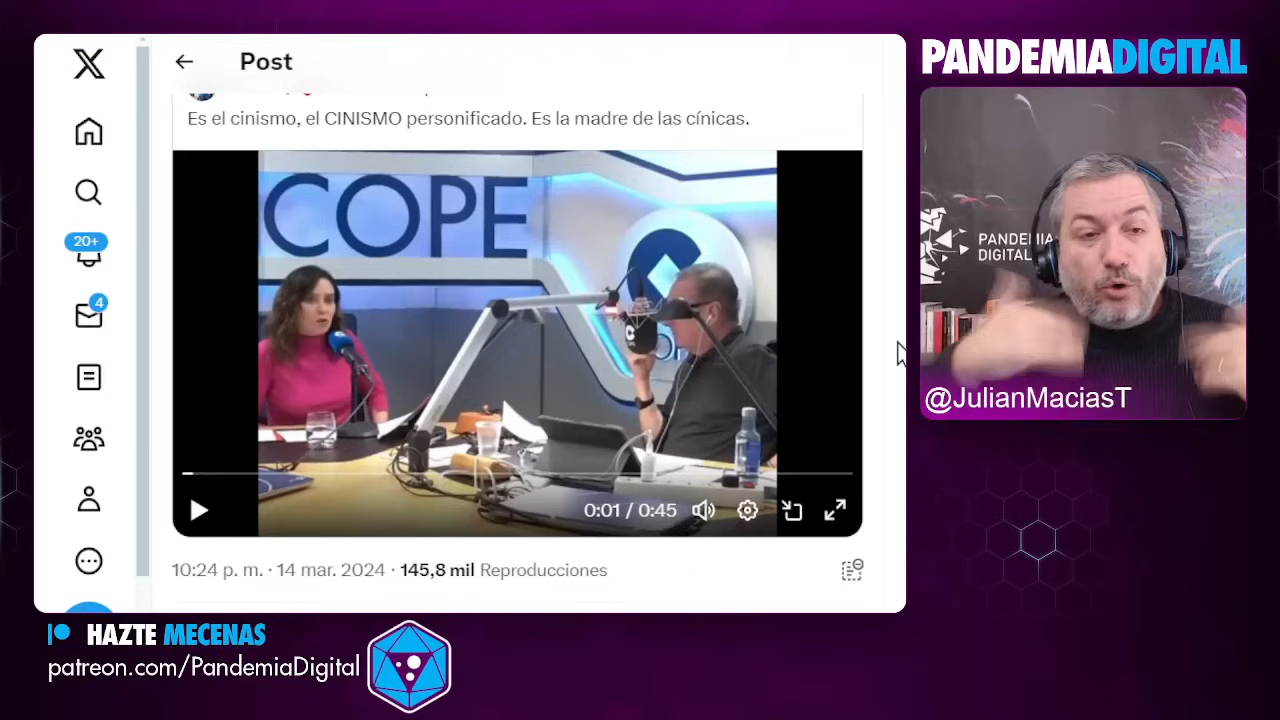 PANDEMIADIGITAL
Post
Es el cinismo, el CINISMO personificado. Es la madre de las cínicas.
COPE
20+
4
PANDEMIA
DIGITAL
@JulianMaciasT
0:01 / 0:45
10:24 p. m. · 14 mar. 2024 · 145,8 mil Reproducciones
HAZTE MECENAS
patreon.com/PandemiaDigital